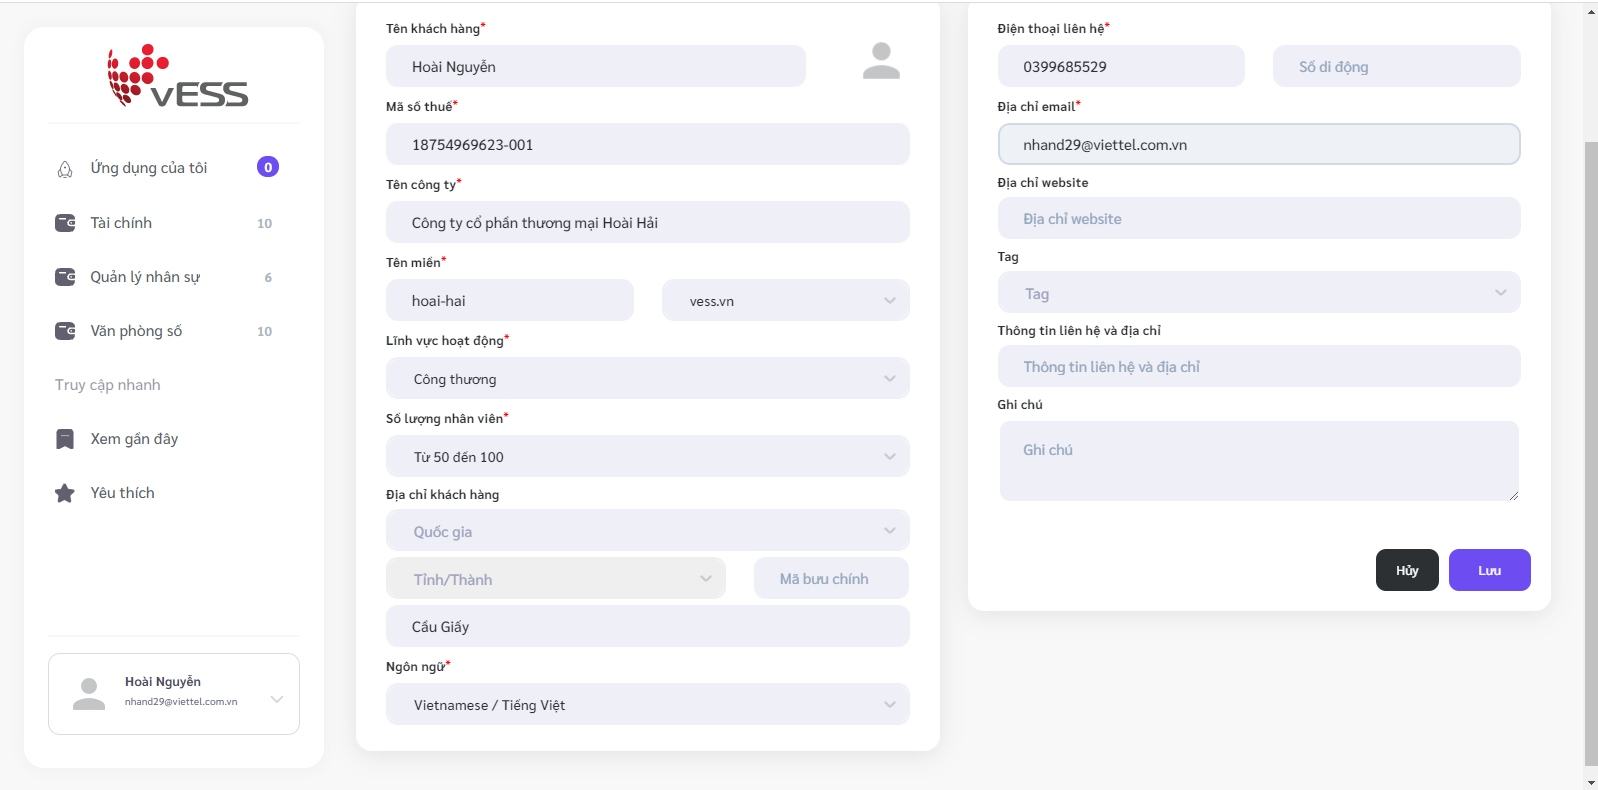 vESS
Ứng dụng của tôi 0
Tài chính 10
Quản lý nhân sự 6
Văn phòng số 10
Truy cập nhanh
Xem gần đây
Yêu thích
Hoài Nguyễn
nhand29@viettel.com.vn
Tên khách hàng*
Hoài Nguyễn
Mã số thuế*
18754969623-001
Tên công ty*
Công ty cổ phần thương mại Hoài Hải
Tên miền*
hoai-hai vess.vn
Lĩnh vực hoạt động*
Công thương
Số lượng nhân viên*
Từ 50 đến 100
Địa chỉ khách hàng
Quốc gia
Tỉnh/Thành Mã bưu chính
Cầu Giấy
Ngôn ngữ*
Vietnamese / Tiếng Việt
Điện thoại liên hệ*
0399685529 Số di động
Địa chỉ email*
nhand29@viettel.com.vn
Địa chỉ website
Địa chỉ website
Tag
Tag
Thông tin liên hệ và địa chỉ
Thông tin liên hệ và địa chỉ
Ghi chú
Ghi chú
Hủy Lưu